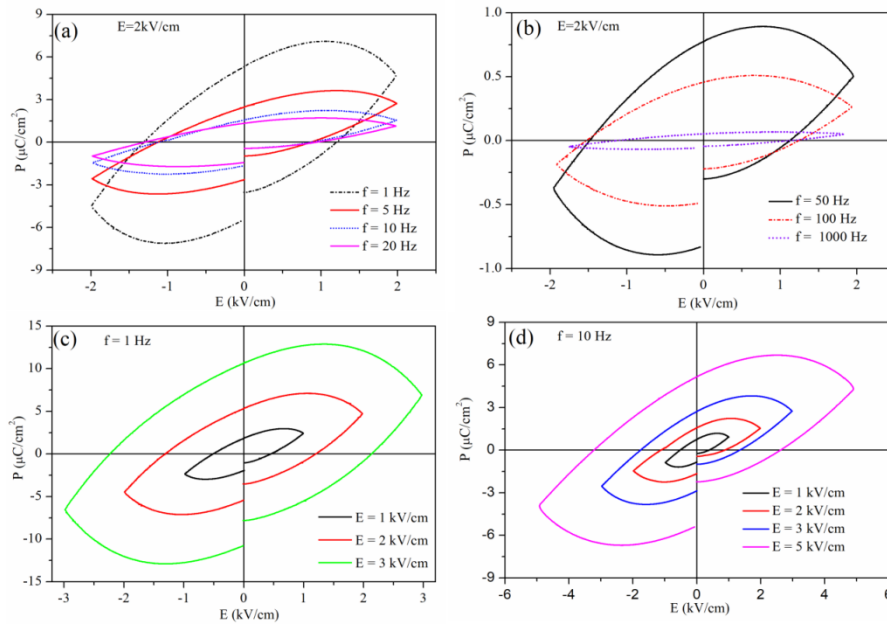 (a)
E=2kV/cm
P (μC/cm²)
9
6
3
0
-3
-6
-9
f = 1 Hz
f = 5 Hz
f = 10 Hz
f = 20 Hz
-2 -1 0 1 2
E (kV/cm)
(b)
E=2kV/cm
P (μC/cm²)
1.0
0.5
0.0
-0.5
-1.0
f = 50 Hz
f = 100 Hz
f = 1000 Hz
-2 -1 0 1 2
E (kV/cm)
(c)
f = 1 Hz
P (μC/cm²)
15
10
5
0
-5
-10
-15
E = 1 kV/cm
E = 2 kV/cm
E = 3 kV/cm
-3 -2 -1 0 1 2 3
E (kV/cm)
(d)
f = 10 Hz
P (μC/cm²)
9
6
3
0
-3
-6
-9
E = 1 kV/cm
E = 2 kV/cm
E = 3 kV/cm
E = 5 kV/cm
-6 -4 -2 0 2 4 6
E (kV/cm)